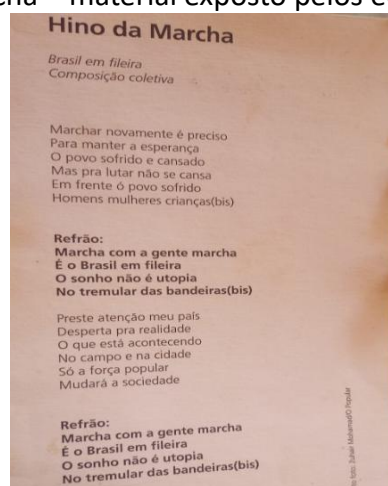 Hino da Marcha
Brasil em fileira
Composição coletiva
Marchar novamente é preciso
Para manter a esperança
O povo sofrido e cansado
Mas pra lutar não se cansa
Em frente ó povo sofrido
Homens mulheres crianças(bis)
Refrão:
Marcha com a gente marcha
É o Brasil em fileira
O sonho não é utopia
No tremular das bandeiras(bis)
Preste atenção meu país
Desperta pra realidade
O que está acontecendo
No campo e na cidade
Só a força popular
Mudará a sociedade
Refrão:
Marcha com a gente marcha
É o Brasil em fileira
O sonho não é utopia
No tremular das bandeiras(bis)